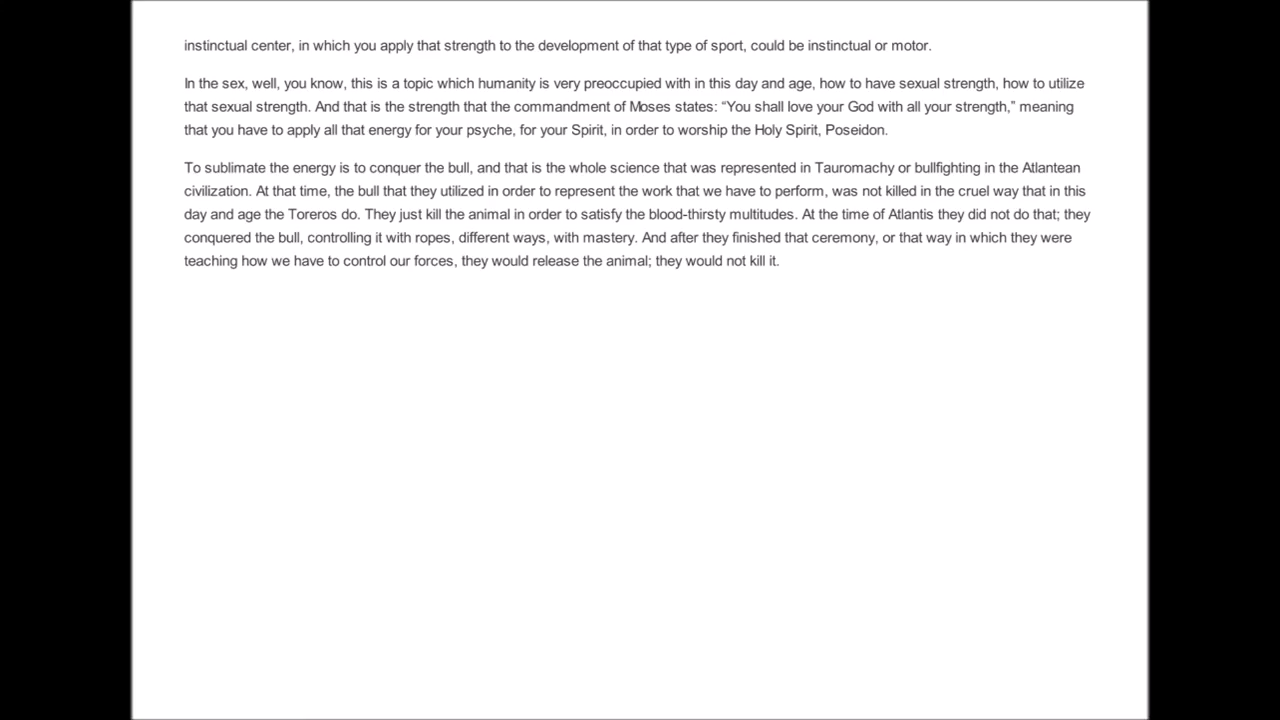 instinctual center, in which you apply that strength to the development of that type of sport, could be instinctual or motor.
In the sex, well, you know, this is a topic which humanity is very preoccupied with in this day and age, how to have sexual strength, how to utilize
that sexual strength. And that is the strength that the commandment of Moses states: “You shall love your God with all your strength,” meaning
that you have to apply all that energy for your psyche, for your Spirit, in order to worship the Holy Spirit, Poseidon.
To sublimate the energy is to conquer the bull, and that is the whole science that was represented in Tauromachy or bullfighting in the Atlantean
civilization. At that time, the bull that they utilized in order to represent the work that we have to perform, was not killed in the cruel way that in this
day and age the Toreros do. They just kill the animal in order to satisfy the blood-thirsty multitudes. At the time of Atlantis they did not do that; they
conquered the bull, controlling it with ropes, different ways, with mastery. And after they finished that ceremony, or that way in which they were
teaching how we have to control our forces, they would release the animal; they would not kill it.